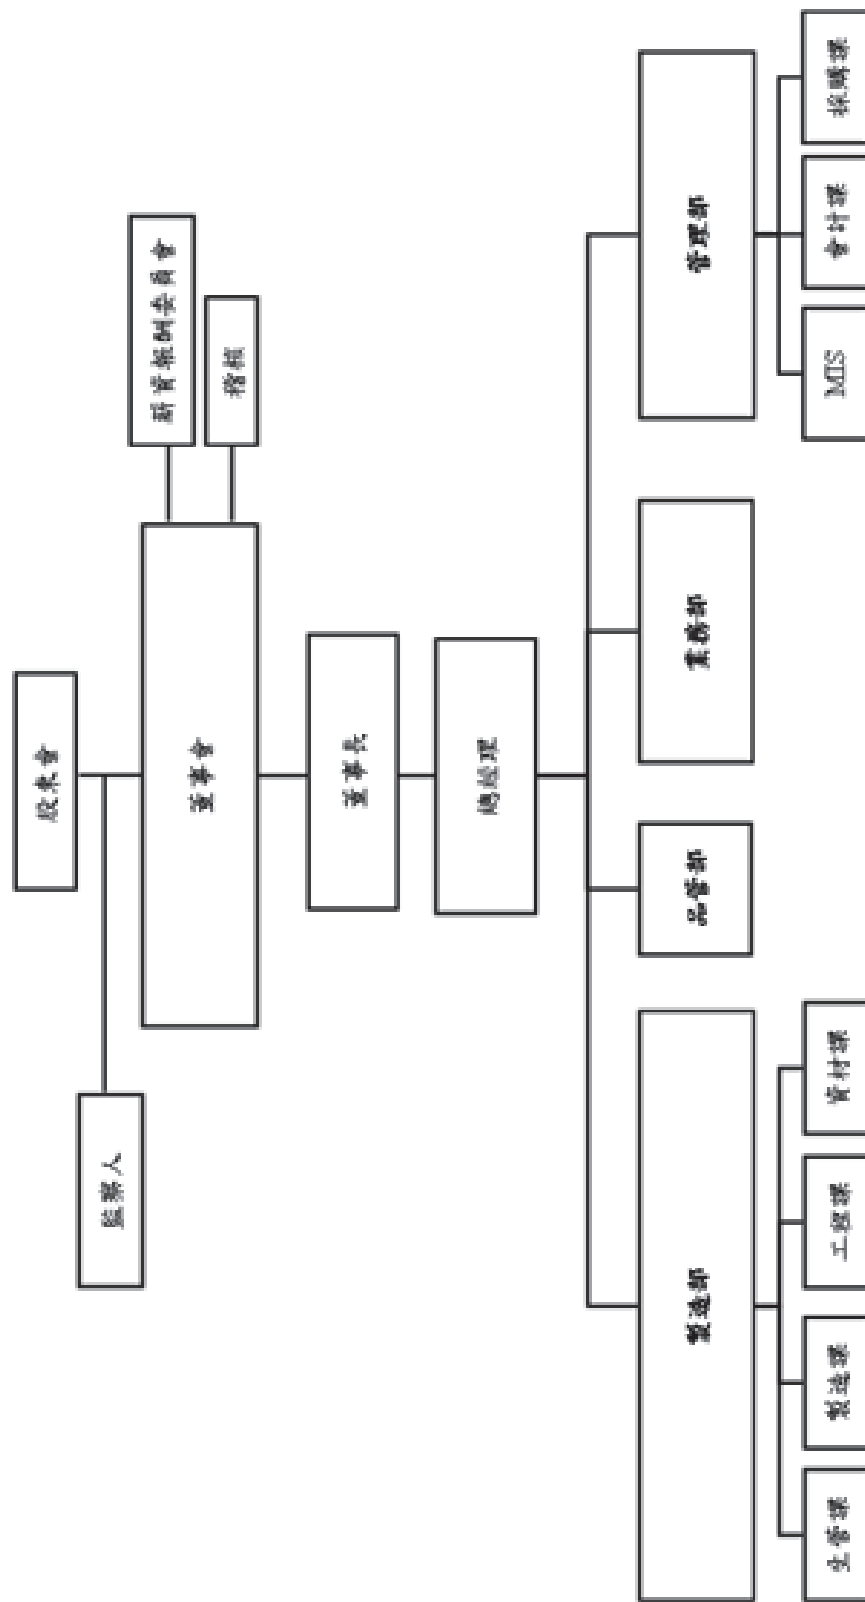 股東會
監察人
薪資報酬委員會
董事會
稽核
董事長
總經理
製造部
品管部
業務部
管理部
生管課
製造課
工程課
資材課
MIS
會計課
採購課